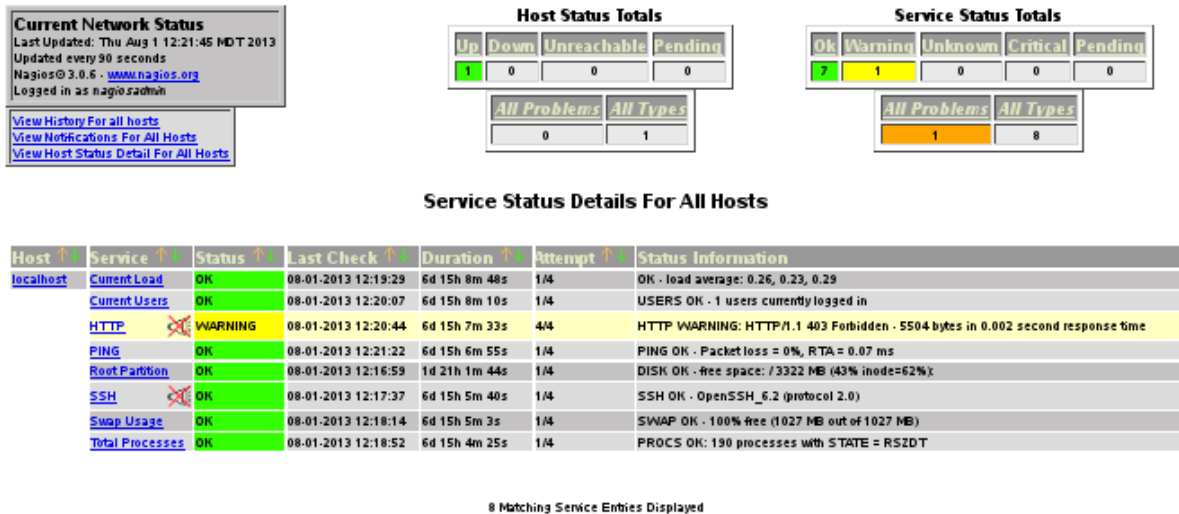 Current Network Status
Last Updated: Thu Aug 1 12:21:45 MDT 2013
Updated every 90 seconds
Nagios® 3.0.6 - www.nagios.org
Logged in as nagiosadmin
View History For all hosts
View Notifications For All Hosts
View Host Status Detail For All Hosts
Host Status Totals
Up Down Unreachable Pending
1 0 0 0
All Problems All Types
0 1
Service Status Totals
Ok Warning Unknown Critical Pending
7 1 0 0 0
All Problems All Types
1 8
Service Status Details For All Hosts
Host Service Status Last Check Duration Attempt Status Information
localhost Current Load OK 08-01-2013 12:19:29 6d 15h 8m 48s 1/4 OK - load average: 0.26, 0.23, 0.29
Current Users OK 08-01-2013 12:20:07 6d 15h 8m 10s 1/4 USERS OK - 1 users currently logged in
HTTP WARNING 08-01-2013 12:20:44 6d 15h 7m 33s 4/4 HTTP WARNING: HTTP/1.1 403 Forbidden - 5504 bytes in 0.002 second response time
PING OK 08-01-2013 12:21:22 6d 15h 6m 55s 1/4 PING OK - Packet loss = 0%, RTA = 0.07 ms
Root Partition OK 08-01-2013 12:16:59 1d 21h 1m 44s 1/4 DISK OK - free space: / 3322 MB (43% inode=62%):
SSH OK 08-01-2013 12:17:37 6d 15h 5m 40s 1/4 SSH OK - OpenSSH_6.2 (protocol 2.0)
Swap Usage OK 08-01-2013 12:18:14 6d 15h 5m 3s 1/4 SWAP OK - 100% free (1027 MB out of 1027 MB)
Total Processes OK 08-01-2013 12:18:52 6d 15h 4m 25s 1/4 PROCS OK: 190 processes with STATE = RSZDT
8 Matching Service Entries Displayed